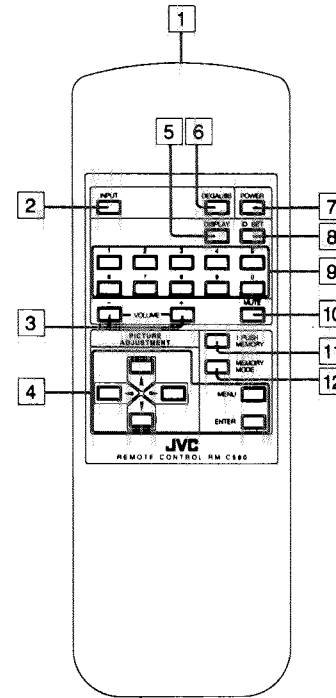 1
5 6
2 INPUT DEGAUSS POWER 7
DISPLAY ID SET 8
1 2 3 4 5
9
6 7 8 9 0
- VOLUME + MUTE 10
3
PICTURE
ADJUSTMENT
1-PUSH
MEMORY 11
MEMORY
MODE 12
4 MENU
ENTER
JVC
REMOTE CONTROL RM C580